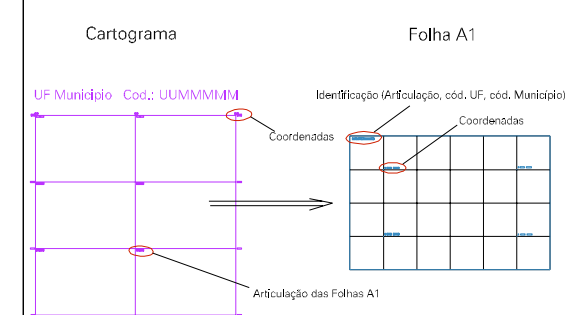 Cartograma
Folha A1
UF Município Cod.: UUMMMMM
Identificação (Articulação, cód. UF, cód. Município)
Coordenadas
Coordenadas
Articulação das Folhas A1